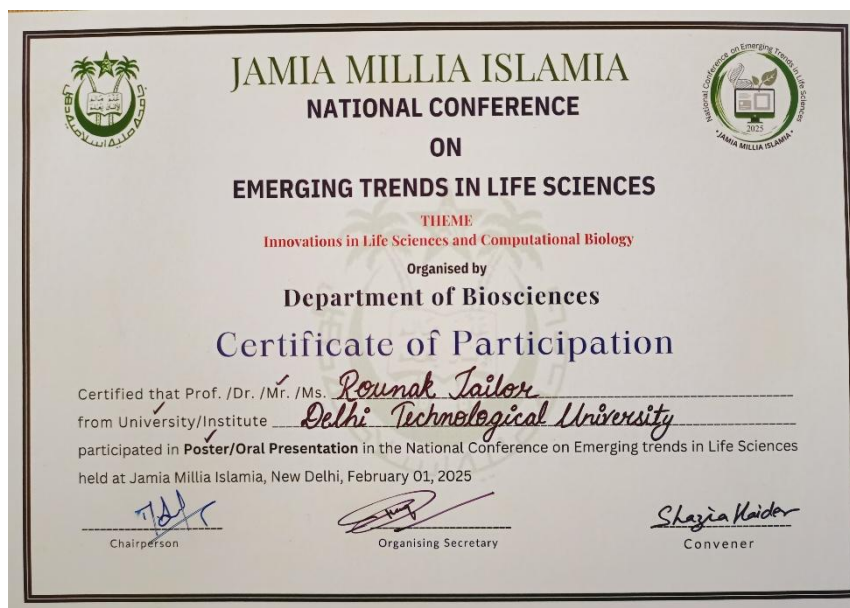 JAMIA MILLIA ISLAMIA
NATIONAL CONFERENCE
ON
EMERGING TRENDS IN LIFE SCIENCES
THEME
Innovations in Life Sciences and Computational Biology
Organised by
Department of Biosciences
Certificate of Participation
Certified that Prof. /Dr. /Mr. /Ms. Rounak Tailor
from University/Institute Delhi Technological University
participated in Poster/Oral Presentation in the National Conference on Emerging trends in Life Sciences
held at Jamia Millia Islamia, New Delhi, February 01, 2025
Shazia Haider
Chairperson
Organising Secretary
Convener
National Conference on Emerging Trends in Life Sciences
2025
JAMIA MILLIA ISLAMIA